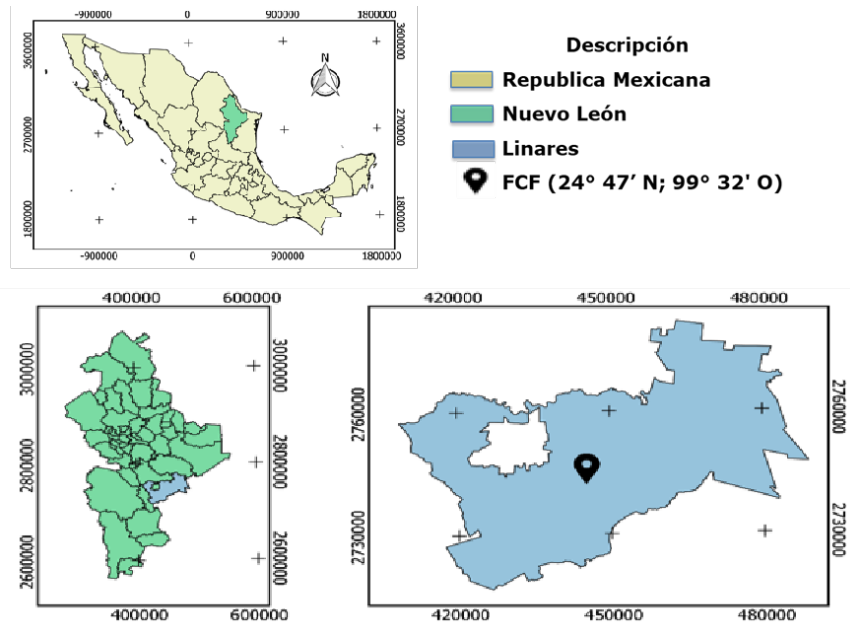 -900000 0 900000 1800000
3600000 3600000
N
2700000 2700000
1800000 1800000
-900000 0 900000 1800000
Descripción
Republica Mexicana
Nuevo León
Linares
FCF (24° 47′ N; 99° 32' O)
400000 600000
3000000 3000000
2800000 2800000
2600000 2600000
400000 600000
420000 450000 480000
2760000 2760000
2730000 2730000
420000 450000 480000